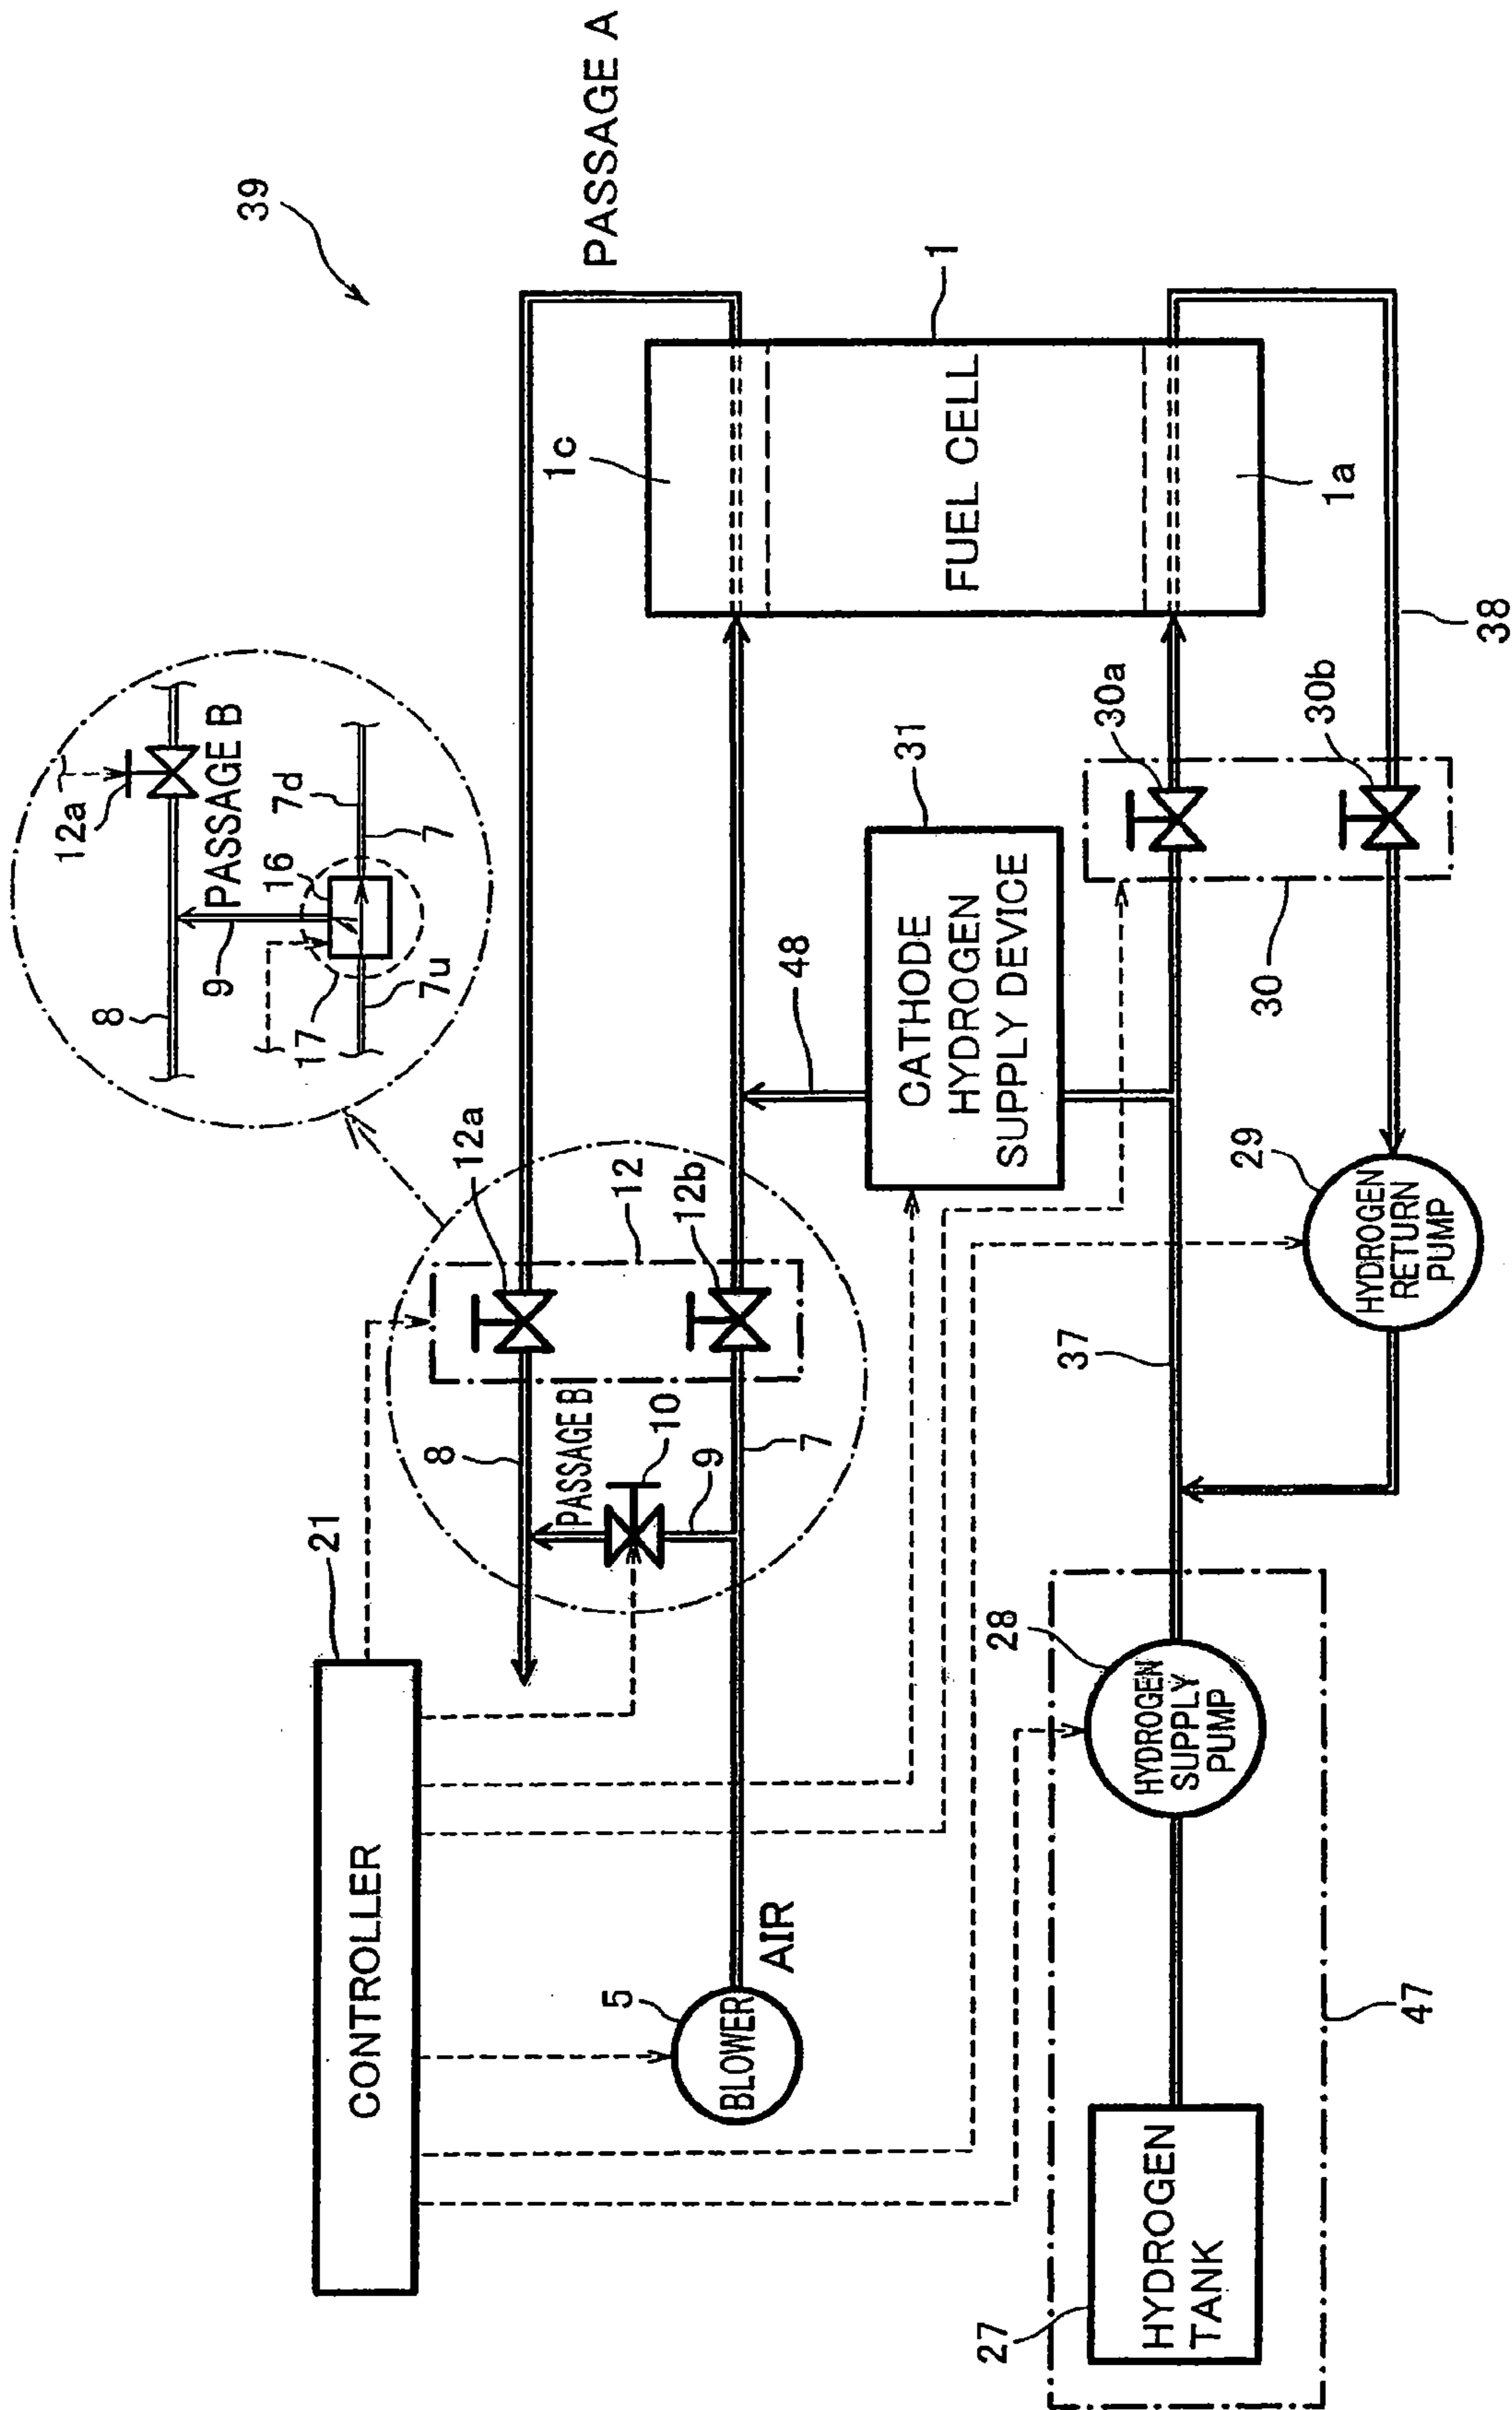 39
PASSAGE A
12a
PASSAGE B
8
9
16
17
7d
7
7u
21
CONTROLLER
12a
12
12b
8
PASSAGE B
10
9
7
1c
1
FUEL CELL
1a
5
BLOWER
AIR
48
31
CATHODE
HYDROGEN
SUPPLY DEVICE
30a
30b
30
38
37
29
HYDROGEN
RETURN
PUMP
28
HYDROGEN
SUPPLY
PUMP
27
HYDROGEN
TANK
47